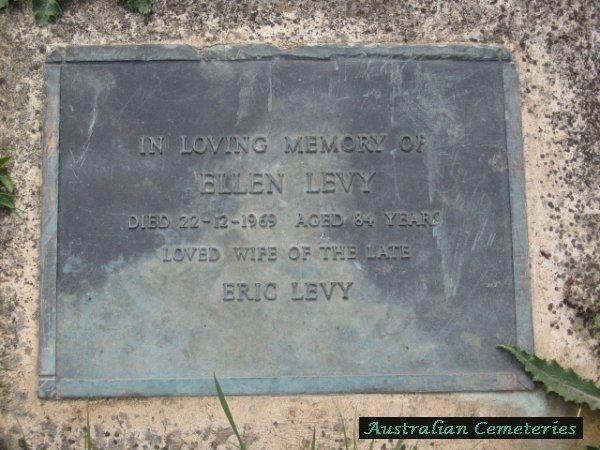 IN LOVING MEMORY OF
ELLEN LEVY
DIED 22-12-1969 AGED 84 YEARS
LOVED WIFE OF THE LATE
ERIC LEVY
Australian Cemeteries